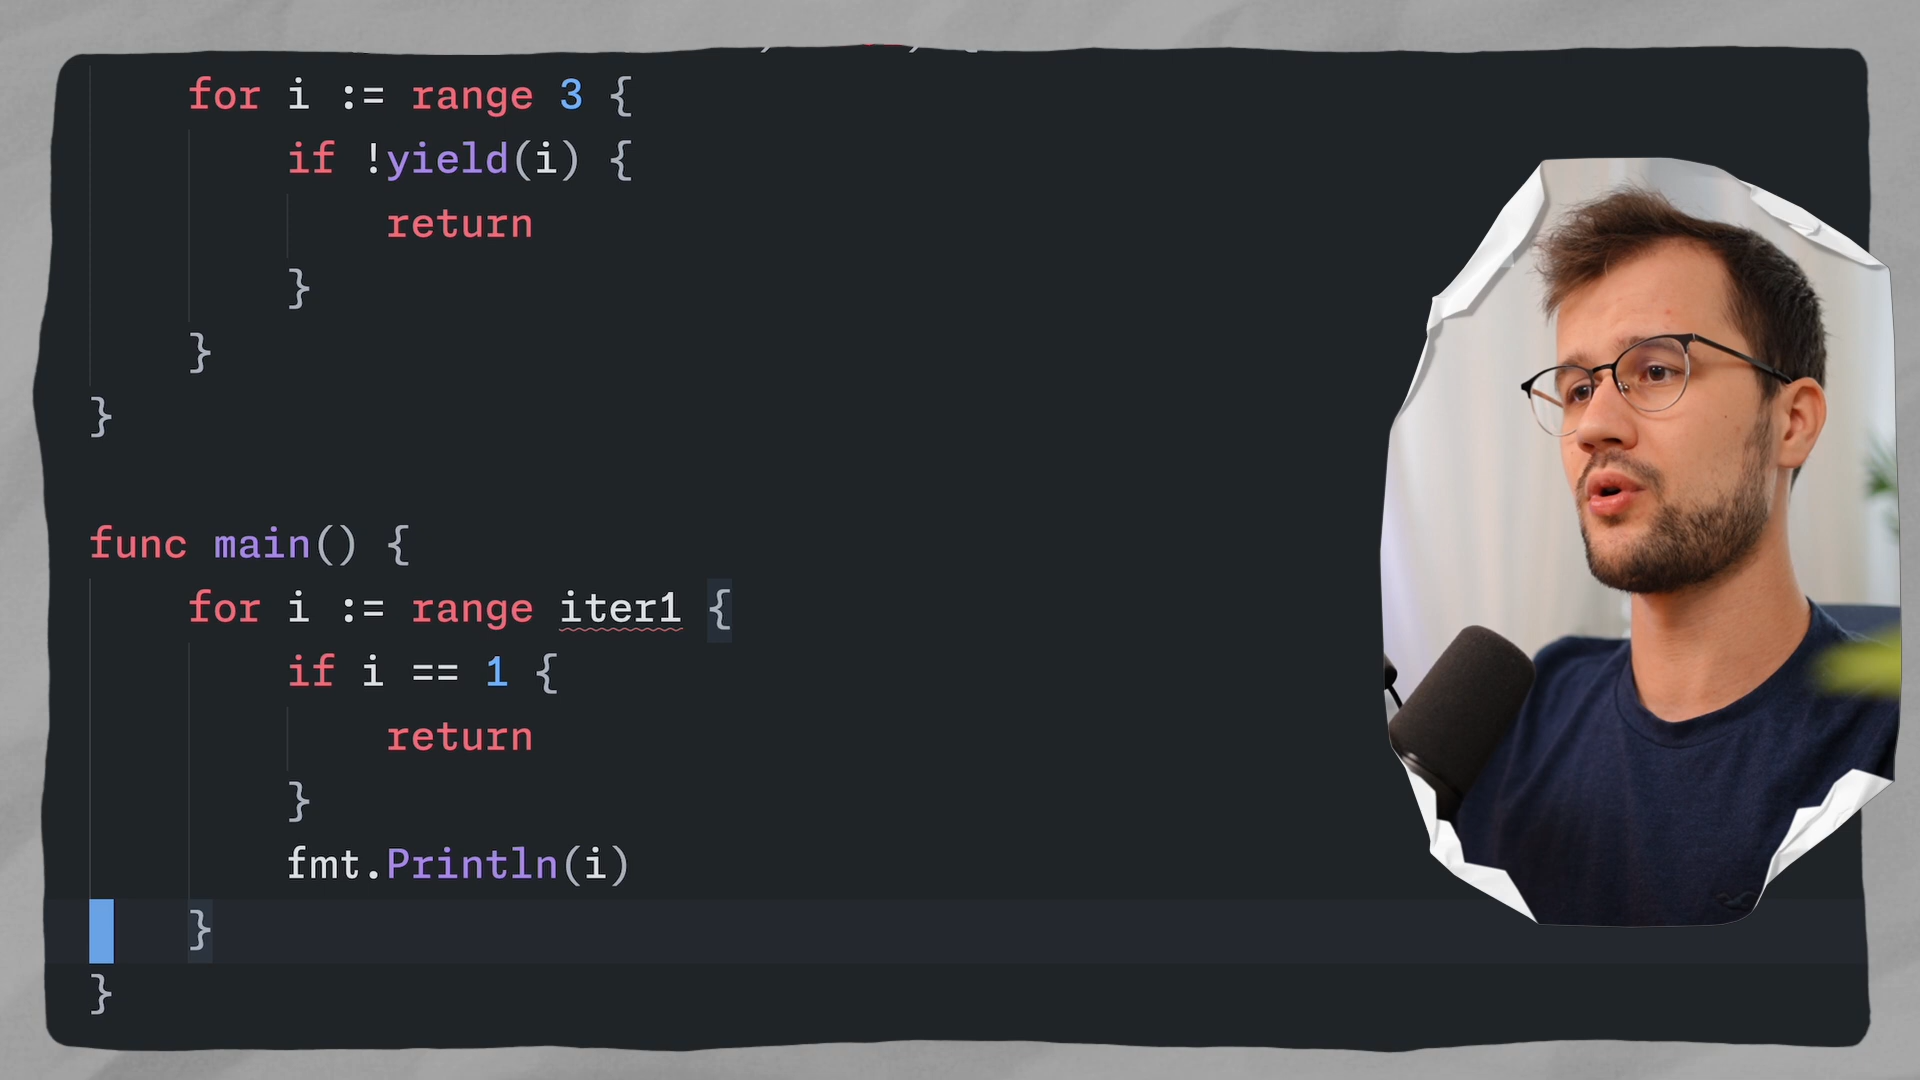 for i := range 3 {
if !yield(i) {
return
}
}
}
func main() {
for i := range iter1 {
if i == 1 {
return
}
fmt.Println(i)
}
}